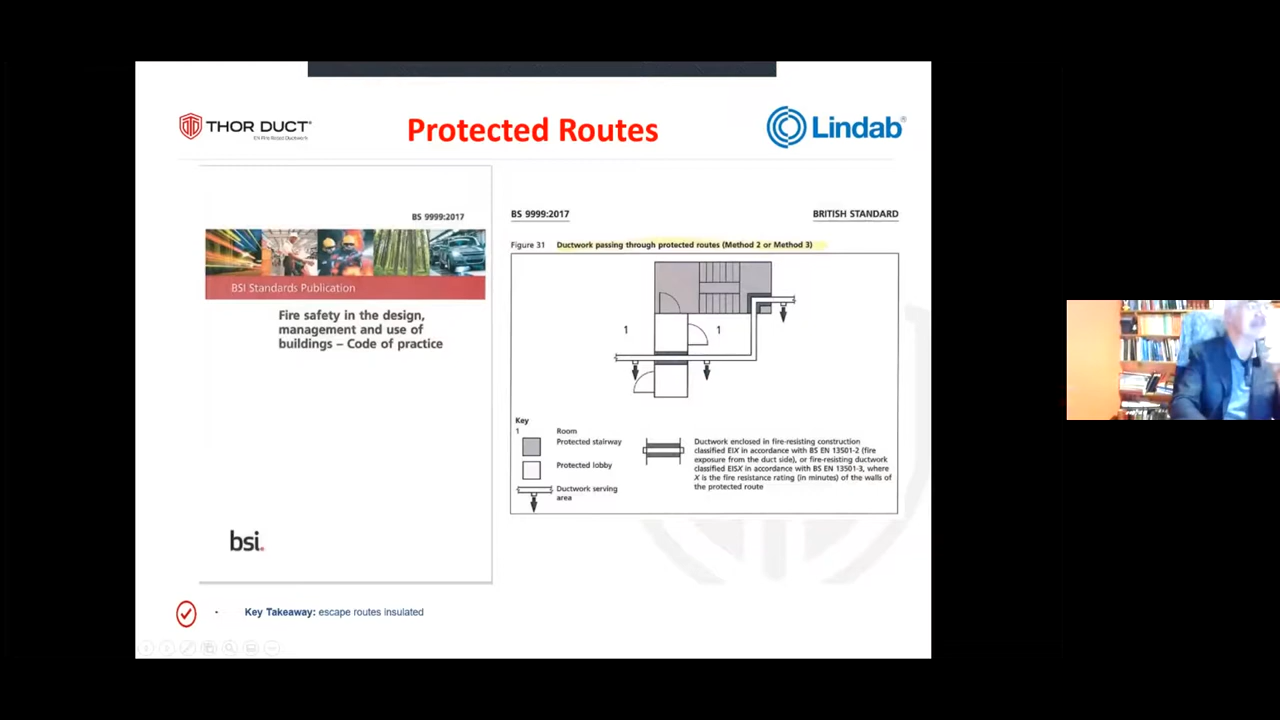 THOR DUCT®
Protected Routes
Lindab®
BS 9999:2017
BSI Standards Publication
Fire safety in the design,
management and use of
buildings – Code of practice
bsi.
BS 9999:2017
BRITISH STANDARD
Figure 31 Ductwork passing through protected routes (Method 2 or Method 3)
1
1
Key
1 Room
Protected stairway
Protected lobby
Ductwork serving
area
Ductwork enclosed in fire-resisting construction
classified EIX in accordance with BS EN 13501-2 (fire
exposure from the duct side), or fire-resisting ductwork
classified EISX in accordance with BS EN 13501-3, where
X is the fire resistance rating (in minutes) of the walls of
the protected route
- Key Takeaway: escape routes insulated